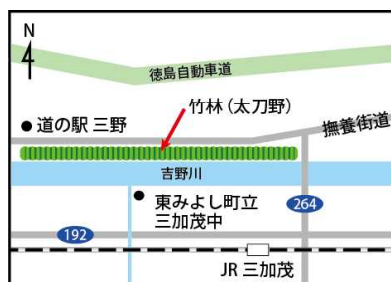 N
徳島自動車道
竹林（太刀野）
道の駅 三野
撫養街道
吉野川
東みよし町立
三加茂中
264
192
JR 三加茂